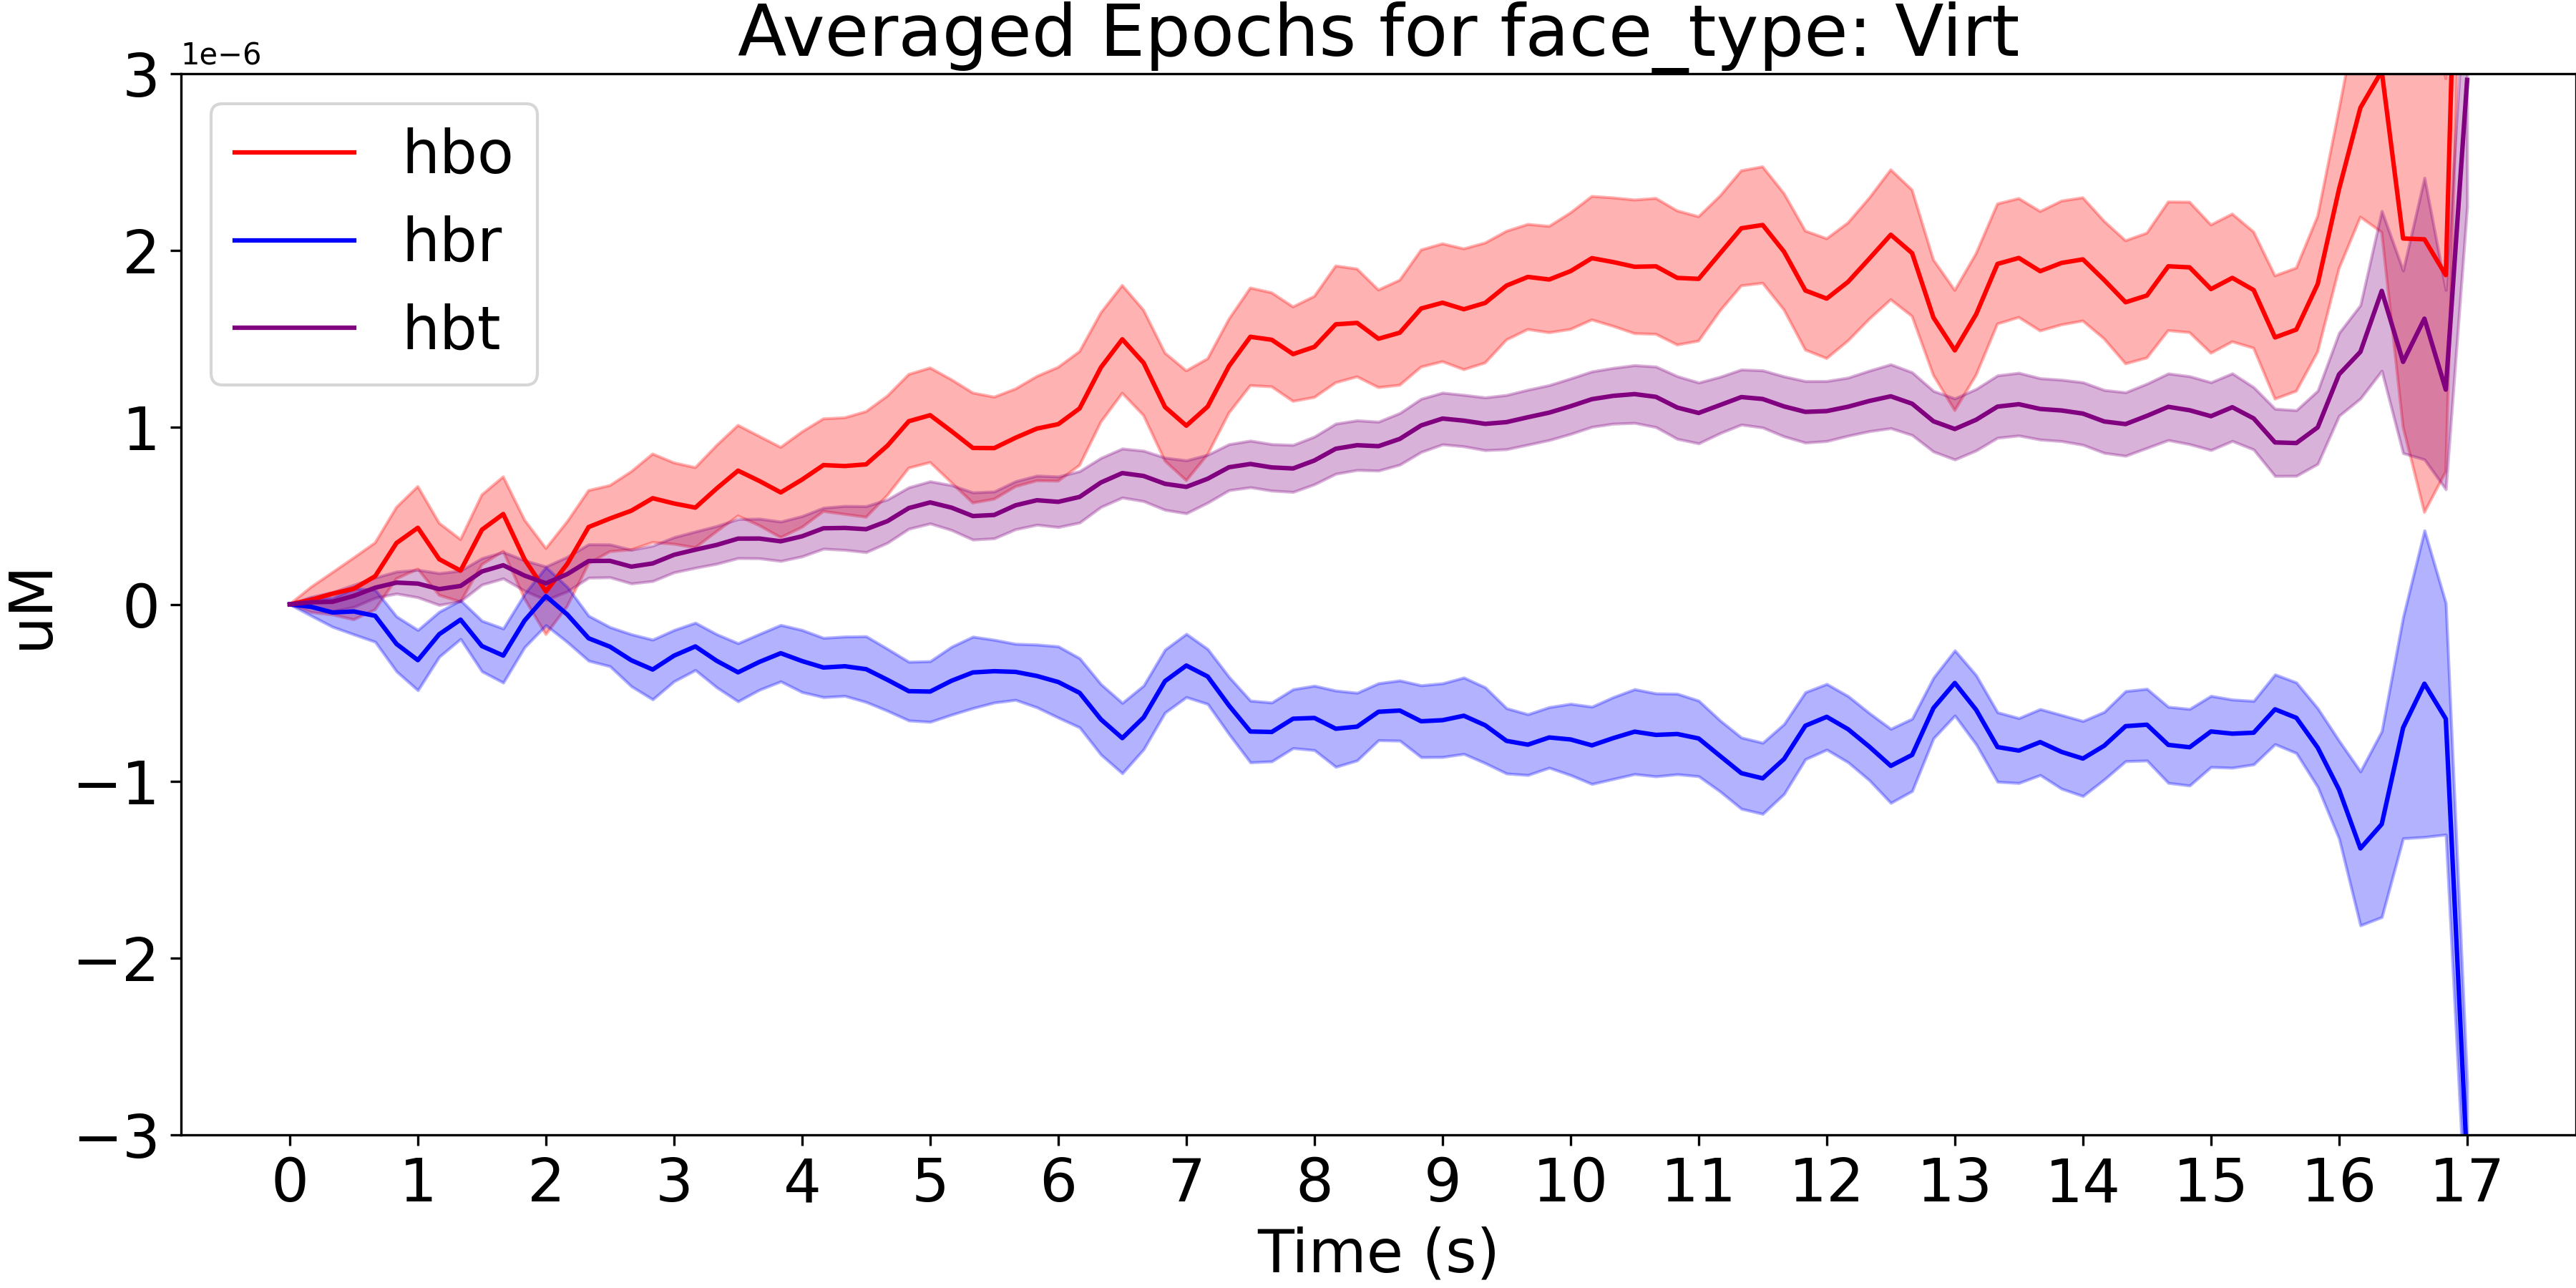 Averaged Epochs for face_type: Virt
1e−6
3
2
1
0
−1
−2
−3
uM
hbo
hbr
hbt
0 1 2 3 4 5 6 7 8 9 10 11 12 13 14 15 16 17
Time (s)